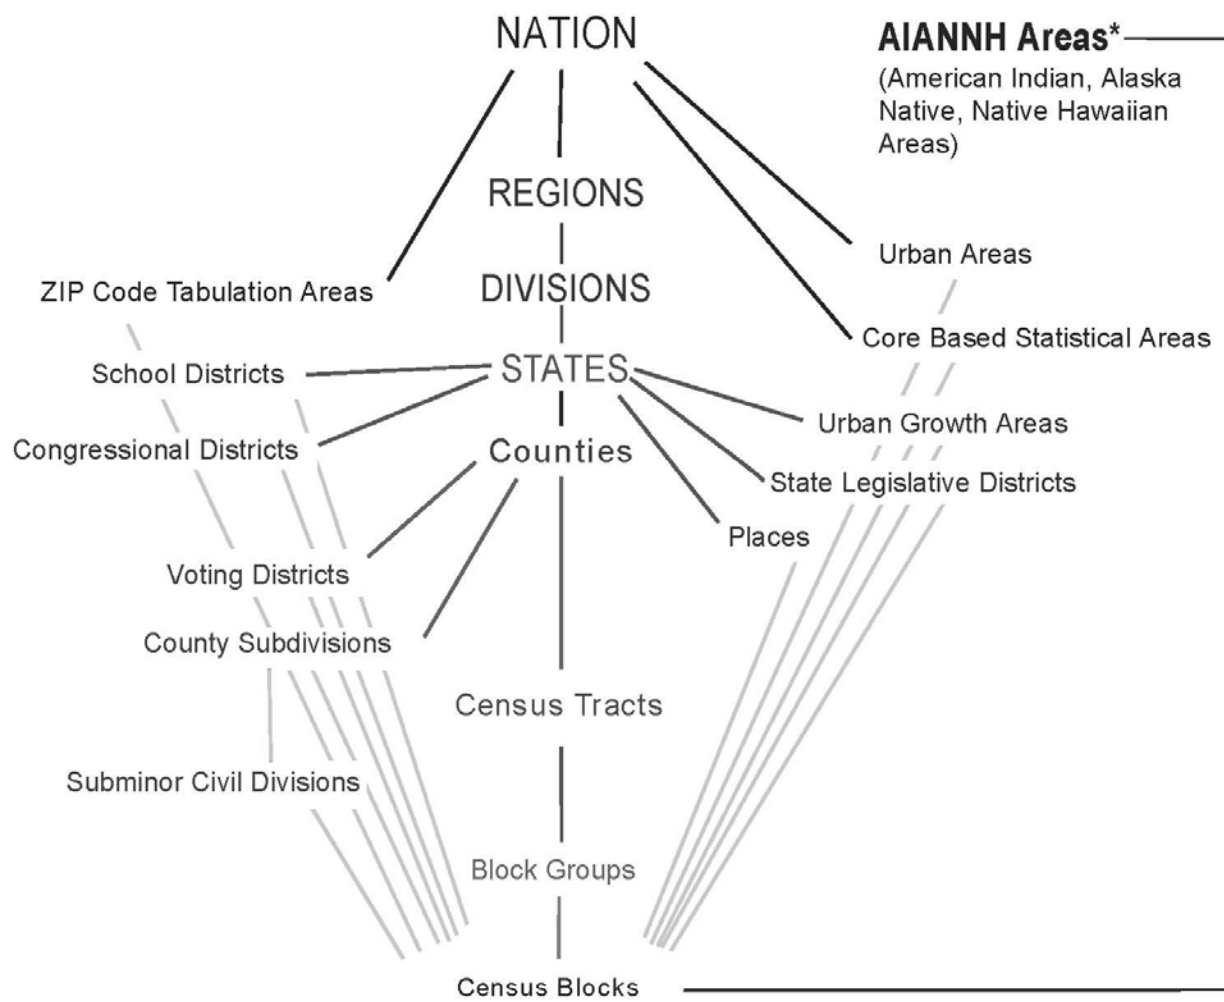 NATION
AIANNH Areas*
(American Indian, Alaska
Native, Native Hawaiian
Areas)
REGIONS
Urban Areas
DIVISIONS
ZIP Code Tabulation Areas
Core Based Statistical Areas
School Districts
STATES
Urban Growth Areas
Congressional Districts
Counties
State Legislative Districts
Places
Voting Districts
County Subdivisions
Census Tracts
Subminor Civil Divisions
Block Groups
Census Blocks